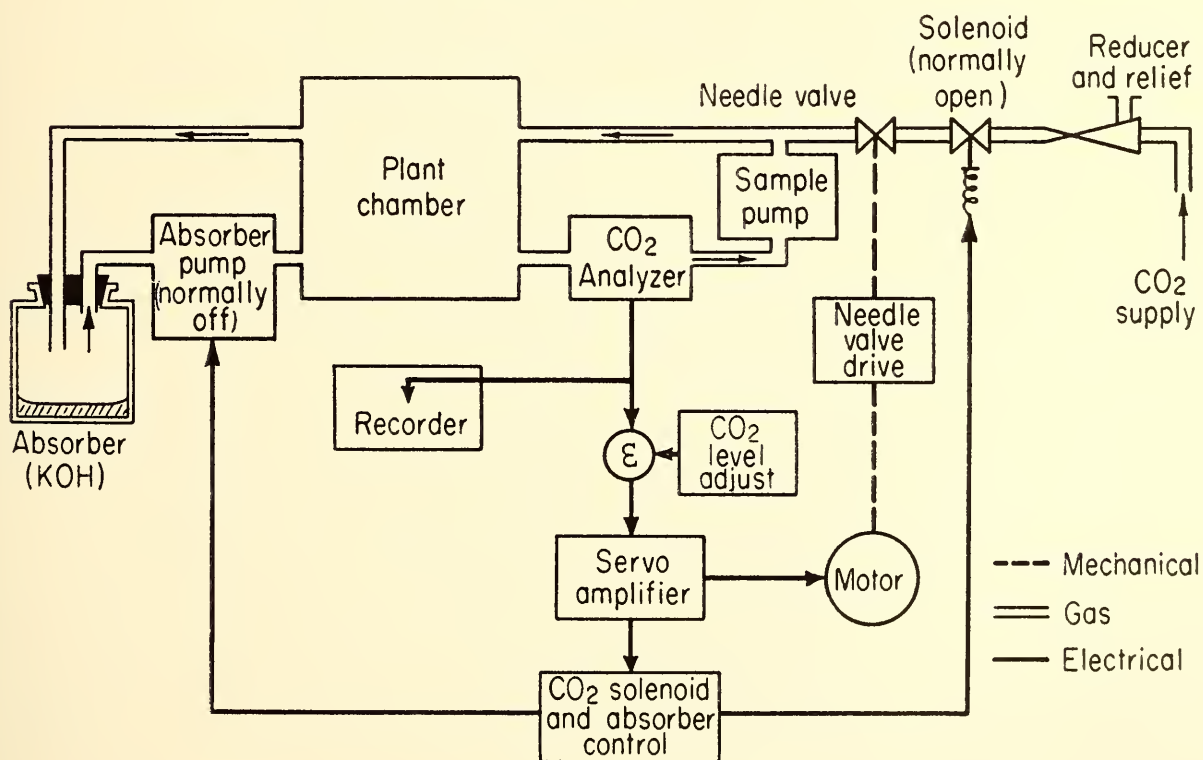 Solenoid
(normally
open)
Reducer
and relief
Needle valve
Plant
chamber
Sample
pump
Absorber
pump
(normally
off)
CO₂
Analyzer
CO₂
supply
Needle
valve
drive
Recorder
Absorber
(KOH)
ε
CO₂
level
adjust
Servo
amplifier
Motor
Mechanical
Gas
Electrical
CO₂ solenoid
and absorber
control